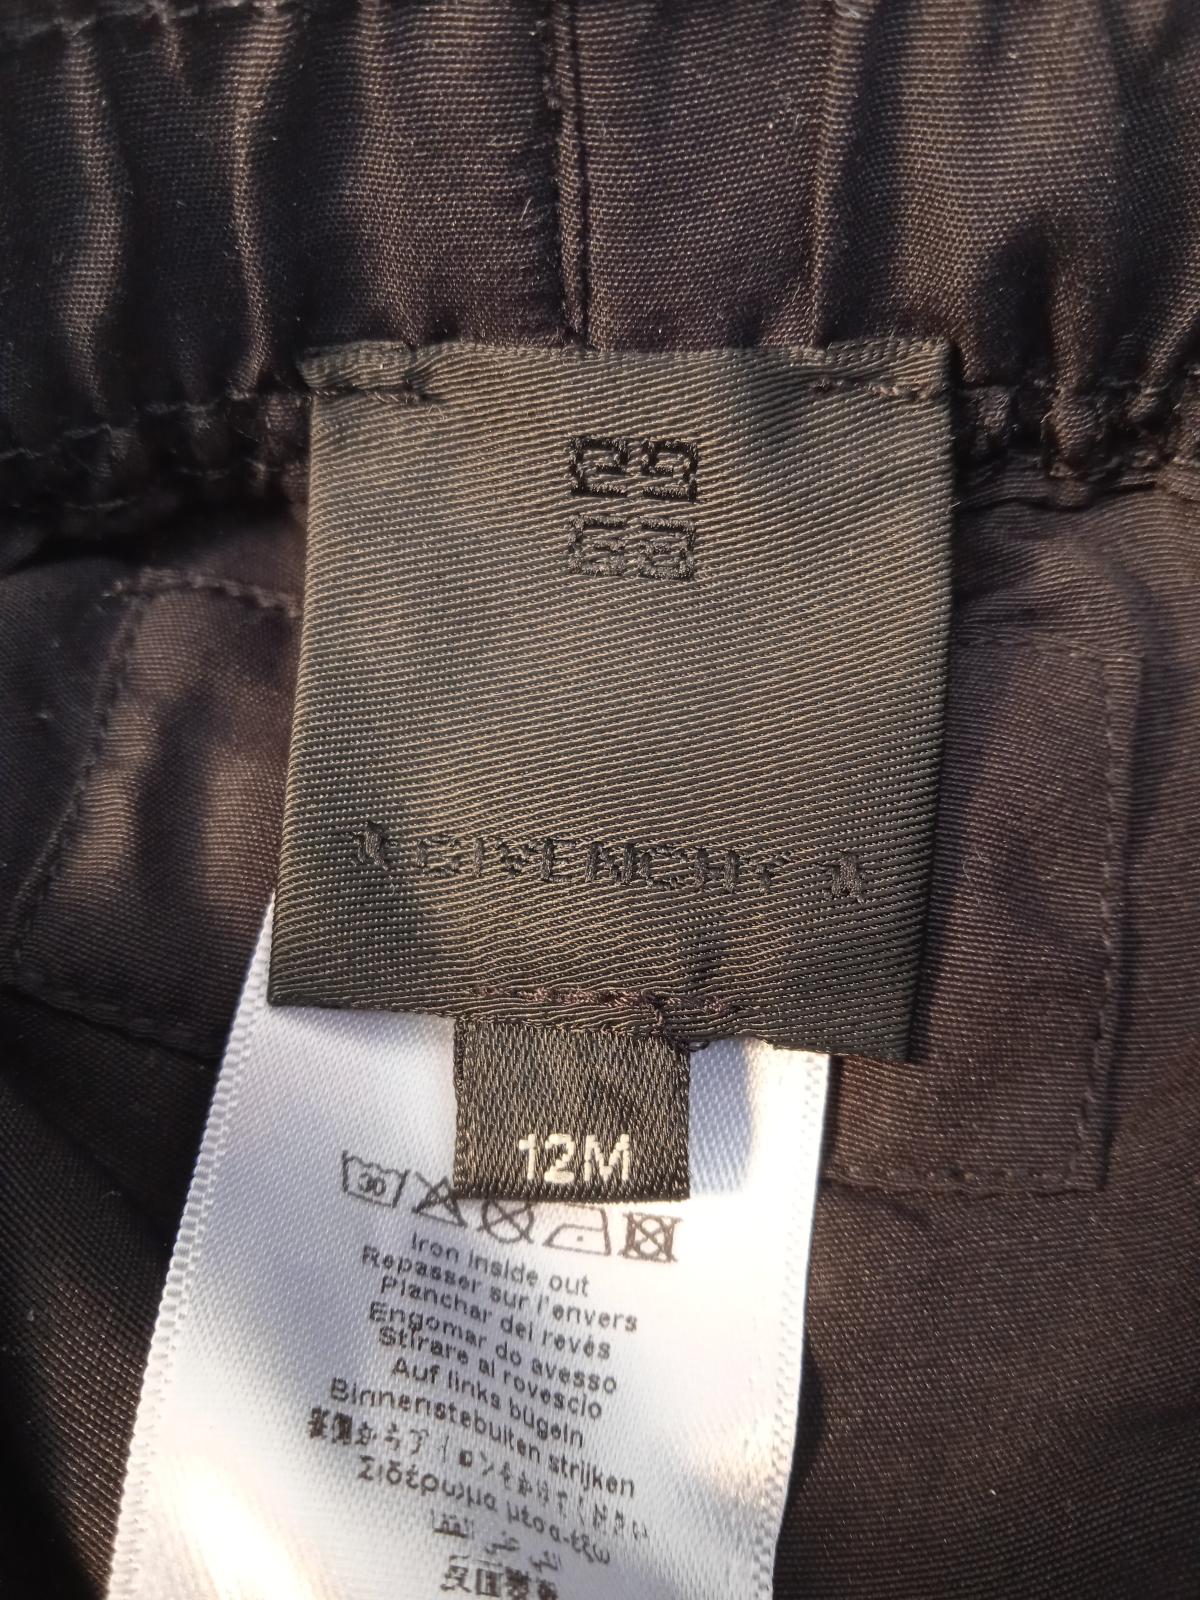 GIVENCHY
12M
30
Iron inside out
Repasser sur l'envers
Planchar del revés
Engomar do avesso
Stirare al rovescio
Auf links bügeln
Binnenstebuiten strijken
Σιδέρωμα μέσα-έξω